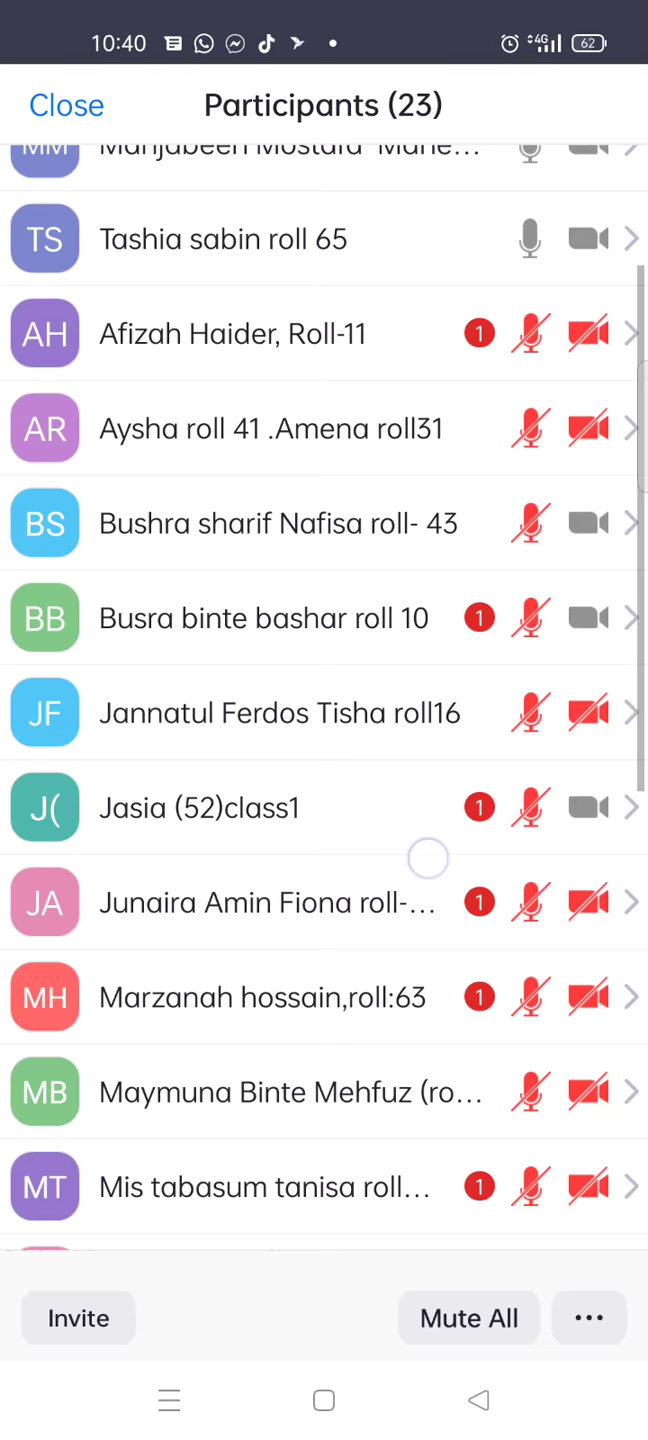 10:40
4G
62
Close
Participants (23)
MM
TS
Tashia sabin roll 65
AH
Afizah Haider, Roll-11
1
AR
Aysha roll 41 .Amena roll31
BS
Bushra sharif Nafisa roll- 43
BB
Busra binte bashar roll 10
1
JF
Jannatul Ferdos Tisha roll16
J(
Jasia (52)class1
1
JA
Junaira Amin Fiona roll-...
1
MH
Marzanah hossain,roll:63
1
MB
Maymuna Binte Mehfuz (ro...
MT
Mis tabasum tanisa roll...
1
Invite
Mute All
...